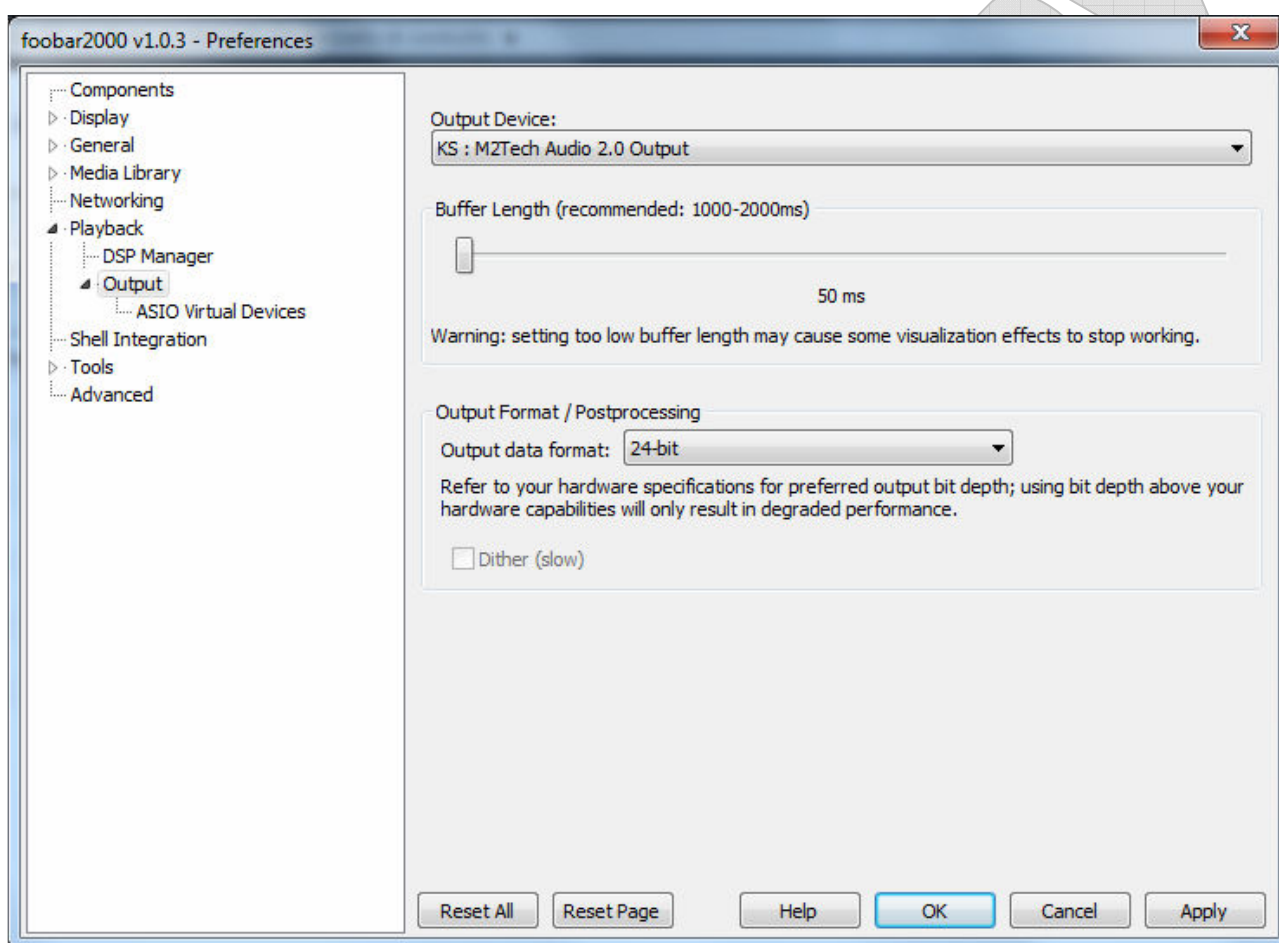 foobar2000 v1.0.3 - Preferences
Components
Display
General
Media Library
Networking
Playback
DSP Manager
Output
ASIO Virtual Devices
Shell Integration
Tools
Advanced
Output Device:
KS : M2Tech Audio 2.0 Output
Buffer Length (recommended: 1000-2000ms)
50 ms
Warning: setting too low buffer length may cause some visualization effects to stop working.
Output Format / Postprocessing
Output data format: 24-bit
Refer to your hardware specifications for preferred output bit depth; using bit depth above your
hardware capabilities will only result in degraded performance.
Dither (slow)
Reset All Reset Page Help OK Cancel Apply